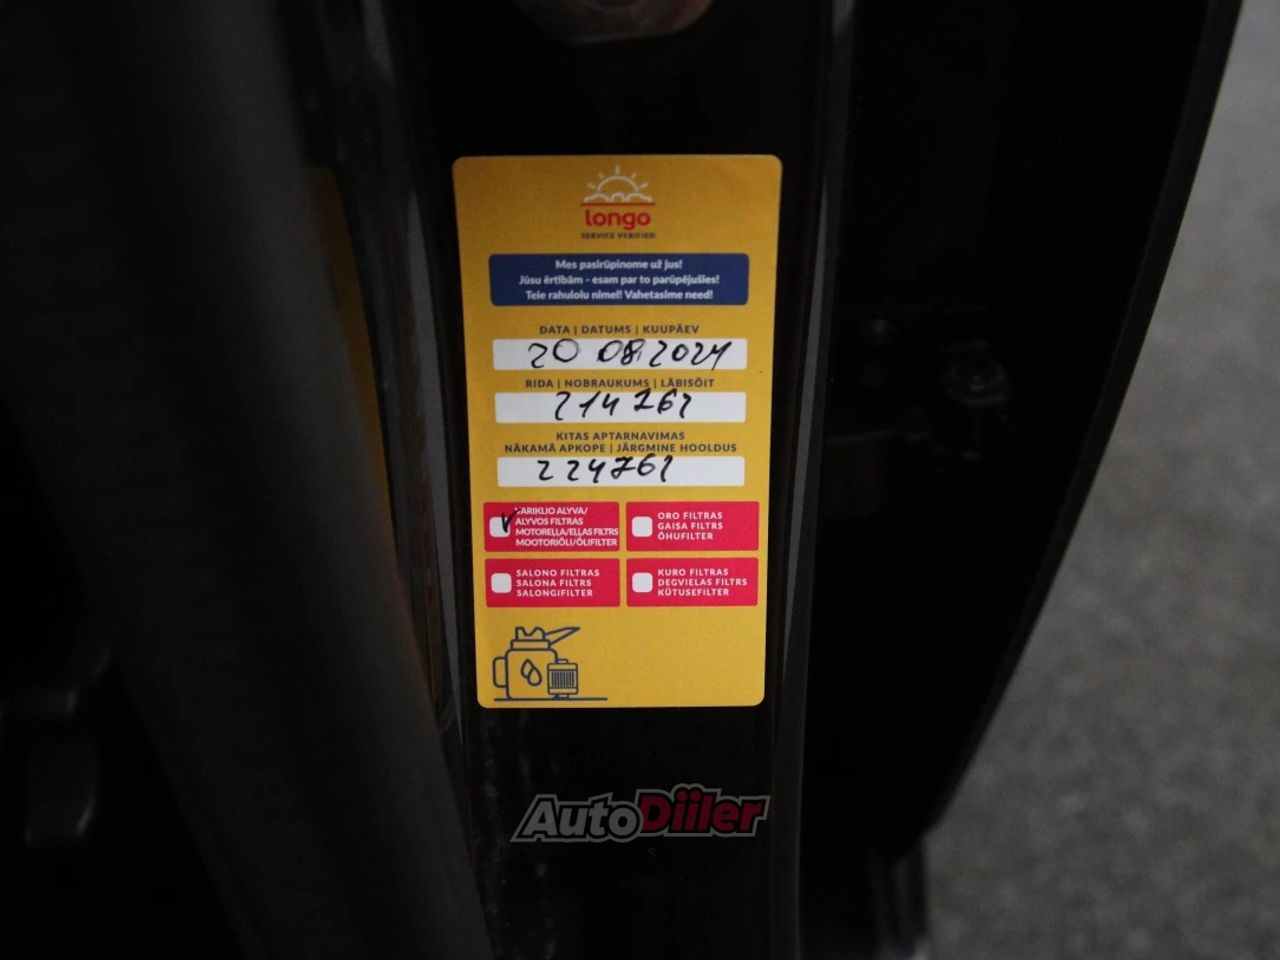 longo
SERVICE VERIFIED
Mes pasirūpinome už jus!
Jūsu ērtībām - esam par to parūpējušies!
Teie rahulolu nimel! Vahetasime need!
DATA | DATUMS | KUUPÄEV
20 08.2024
RIDA | NOBRAUKUMS | LÄBISÕIT
214 761
KITAS APTARNAVIMAS
NĀKAMĀ APKOPE | JÄRGMINE HOOLDUS
224761
VARIKLIO ALYVA/
ALYVOS FILTRAS
MOTOREĻĻA/EĻĻAS FILTRS
MOOTORIÕLI/ÕLIFILTER
ORO FILTRAS
GAISA FILTRS
ÕHUFILTER
SALONO FILTRAS
SALONA FILTRS
SALONGIFILTER
KURO FILTRAS
DEGVIELAS FILTRS
KÜTUSEFILTER
AutoDiiler